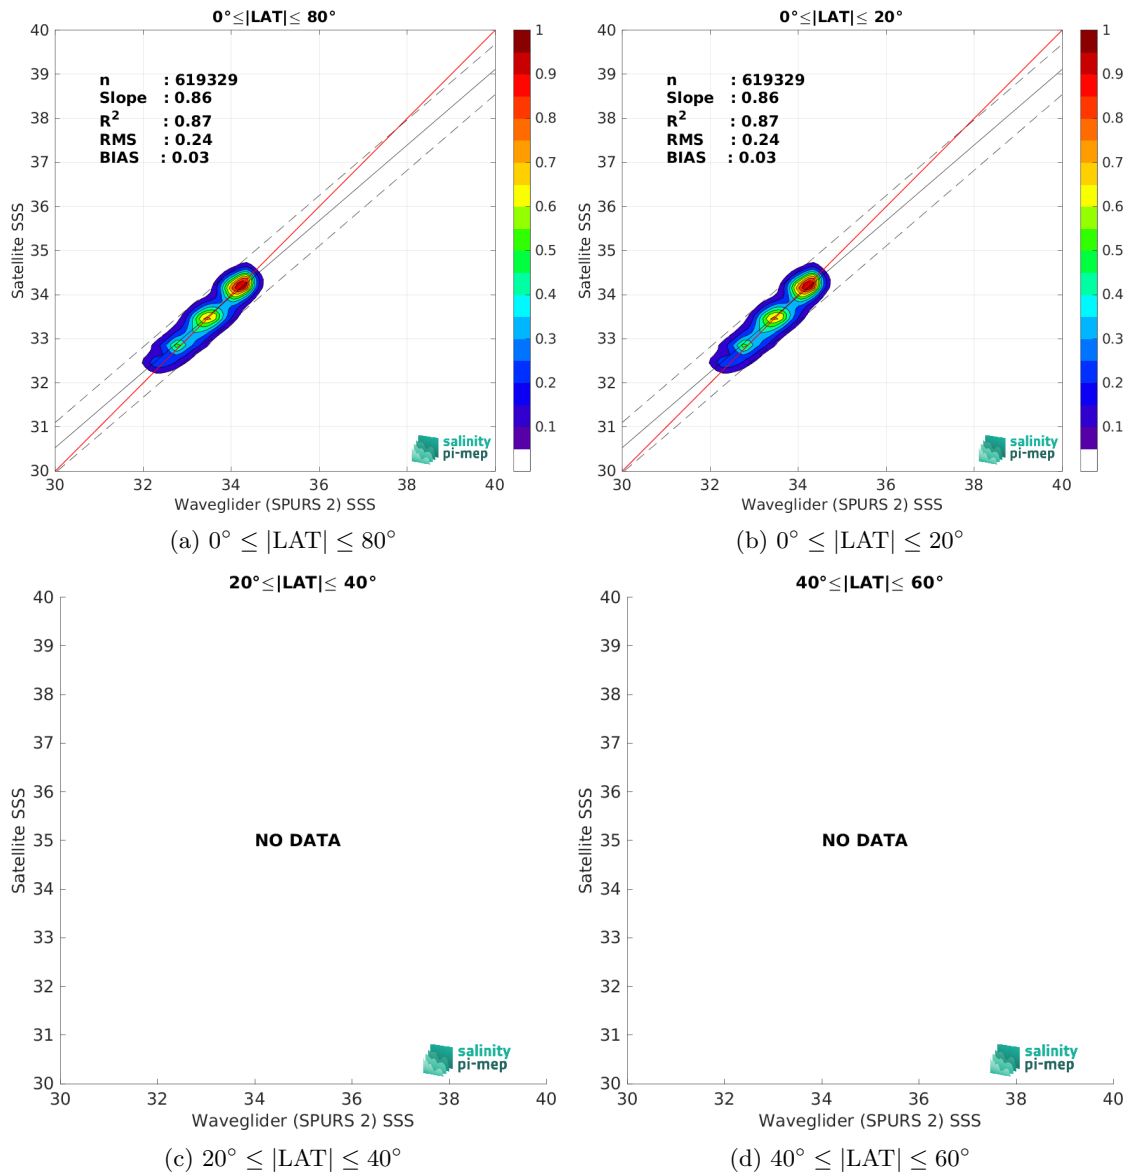 0°≤|LAT|≤ 80°
40
39
38
37
36
35
34
33
32
31
30
Satellite SSS
n : 619329
Slope : 0.86
R² : 0.87
RMS : 0.24
BIAS : 0.03
1
0.9
0.8
0.7
0.6
0.5
0.4
0.3
0.2
0.1
salinity
pi-mep
30 32 34 36 38 40
Waveglider (SPURS 2) SSS
(a) 0° ≤ |LAT| ≤ 80°
0°≤|LAT|≤ 20°
40
39
38
37
36
35
34
33
32
31
30
Satellite SSS
n : 619329
Slope : 0.86
R² : 0.87
RMS : 0.24
BIAS : 0.03
1
0.9
0.8
0.7
0.6
0.5
0.4
0.3
0.2
0.1
salinity
pi-mep
30 32 34 36 38 40
Waveglider (SPURS 2) SSS
(b) 0° ≤ |LAT| ≤ 20°
20°≤|LAT|≤ 40°
40
39
38
37
36
35
34
33
32
31
30
Satellite SSS
NO DATA
salinity
pi-mep
30 32 34 36 38 40
Waveglider (SPURS 2) SSS
(c) 20° ≤ |LAT| ≤ 40°
40°≤|LAT|≤ 60°
40
39
38
37
36
35
34
33
32
31
30
Satellite SSS
NO DATA
salinity
pi-mep
30 32 34 36 38 40
Waveglider (SPURS 2) SSS
(d) 40° ≤ |LAT| ≤ 60°